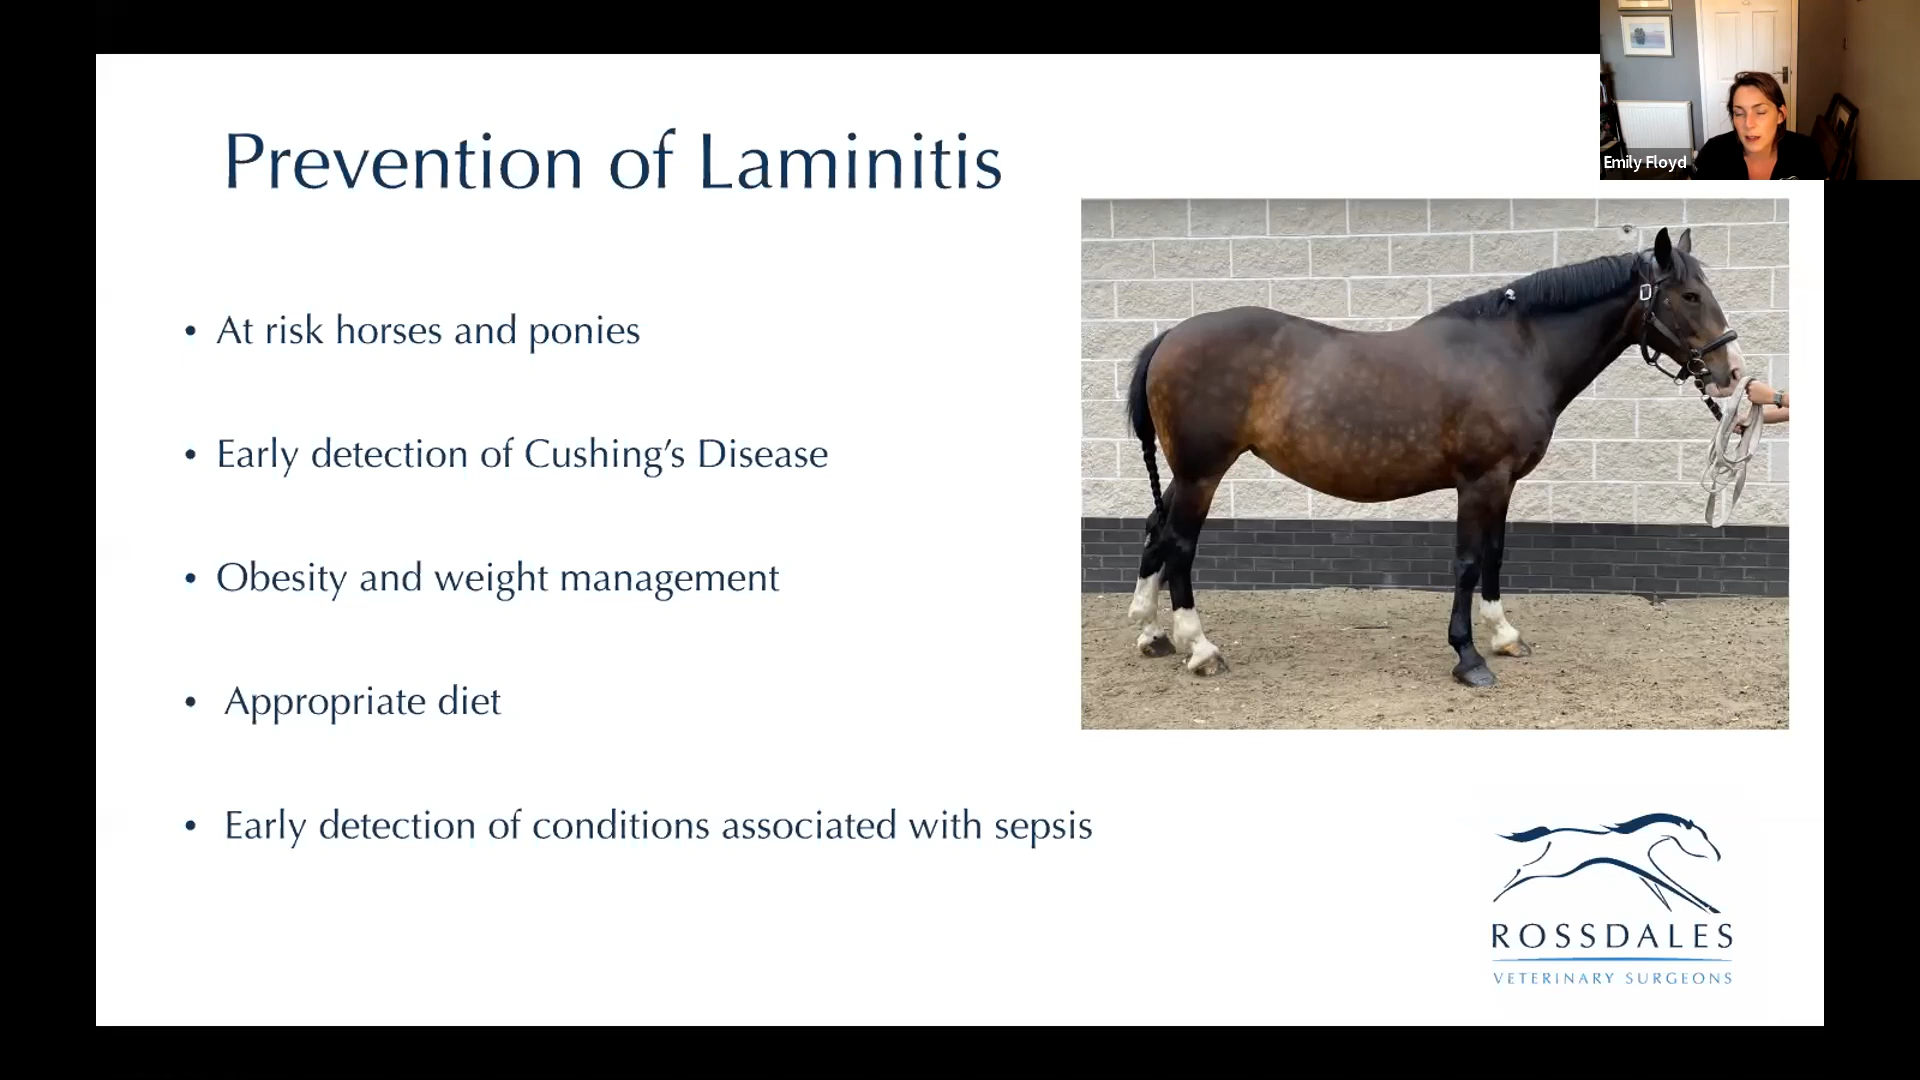 Emily Floyd
Prevention of Laminitis
• At risk horses and ponies
• Early detection of Cushing’s Disease
• Obesity and weight management
• Appropriate diet
• Early detection of conditions associated with sepsis
ROSSDALES
VETERINARY SURGEONS